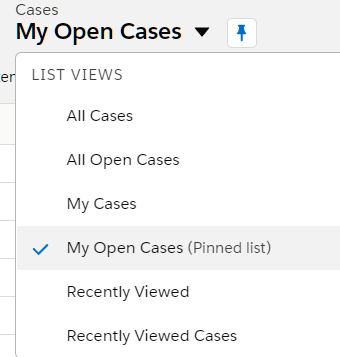 Cases
My Open Cases
LIST VIEWS
All Cases
All Open Cases
My Cases
My Open Cases (Pinned list)
Recently Viewed
Recently Viewed Cases